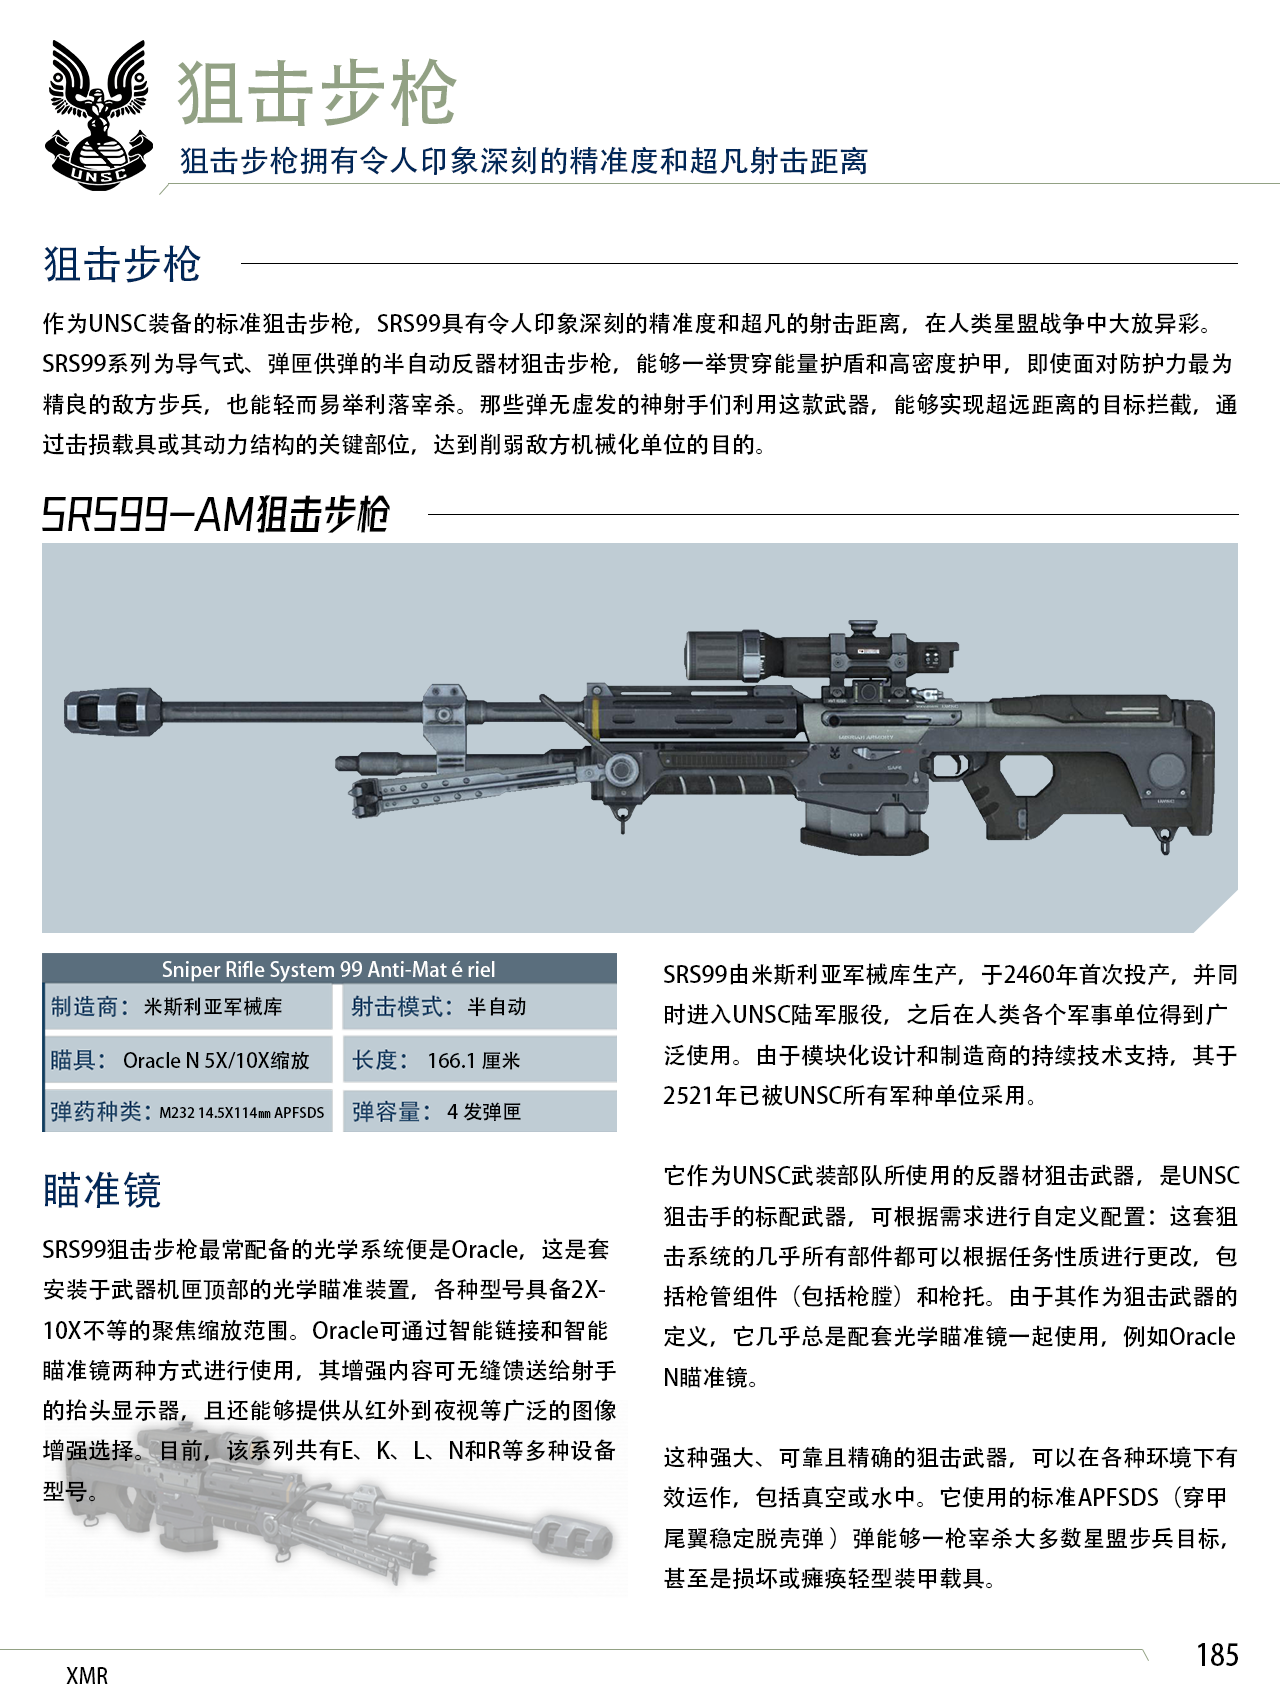 UNSC
狙击步枪
狙击步枪拥有令人印象深刻的精准度和超凡射击距离
狙击步枪
作为UNSC装备的标准狙击步枪，SRS99具有令人印象深刻的精准度和超凡的射击距离，在人类星盟战争中大放异彩。
SRS99系列为导气式、弹匣供弹的半自动反器材狙击步枪，能够一举贯穿能量护盾和高密度护甲，即使面对防护力最为
精良的敌方步兵，也能轻而易举利落宰杀。那些弹无虚发的神射手们利用这款武器，能够实现超远距离的目标拦截，通
过击损载具或其动力结构的关键部位，达到削弱敌方机械化单位的目的。
SRS99-AM狙击步枪
Sniper Rifle System 99 Anti-Mat é riel
制造商：米斯利亚军械库
射击模式：半自动
瞄具：Oracle N 5X/10X缩放
长度：166.1 厘米
弹药种类：M232 14.5X114㎜ APFSDS
弹容量：4 发弹匣
瞄准镜
SRS99狙击步枪最常配备的光学系统便是Oracle，这是套
安装于武器机匣顶部的光学瞄准装置，各种型号具备2X-
10X不等的聚焦缩放范围。Oracle可通过智能链接和智能
瞄准镜两种方式进行使用，其增强内容可无缝馈送给射手
的抬头显示器，且还能够提供从红外到夜视等广泛的图像
增强选择。目前，该系列共有E、K、L、N和R等多种设备
型号。
SRS99由米斯利亚军械库生产，于2460年首次投产，并同
时进入UNSC陆军服役，之后在人类各个军事单位得到广
泛使用。由于模块化设计和制造商的持续技术支持，其于
2521年已被UNSC所有军种单位采用。
它作为UNSC武装部队所使用的反器材狙击武器，是UNSC
狙击手的标配武器，可根据需求进行自定义配置：这套狙
击系统的几乎所有部件都可以根据任务性质进行更改，包
括枪管组件（包括枪膛）和枪托。由于其作为狙击武器的
定义，它几乎总是配套光学瞄准镜一起使用，例如Oracle
N瞄准镜。
这种强大、可靠且精确的狙击武器，可以在各种环境下有
效运作，包括真空或水中。它使用的标准APFSDS（穿甲
尾翼稳定脱壳弹 ）弹能够一枪宰杀大多数星盟步兵目标，
甚至是损坏或瘫痪轻型装甲载具。
185
XMR